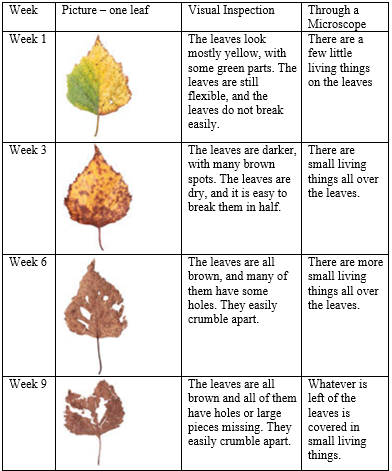 Week
Picture – one leaf
Visual Inspection
Through a
Microscope
Week 1
The leaves look
mostly yellow, with
some green parts. The
leaves are still
flexible, and the
leaves do not break
easily.
There are a
few little
living things
on the leaves
Week 3
The leaves are darker,
with many brown
spots. The leaves are
dry, and it is easy to
break them in half.
There are
small living
things all over
the leaves.
Week 6
The leaves are all
brown, and many of
them have some
holes. They easily
crumble apart.
There are more
small living
things all over
the leaves.
Week 9
The leaves are all
brown and all of them
have holes or large
pieces missing. They
easily crumble apart.
Whatever is
left of the
leaves is
covered in
small living
things.